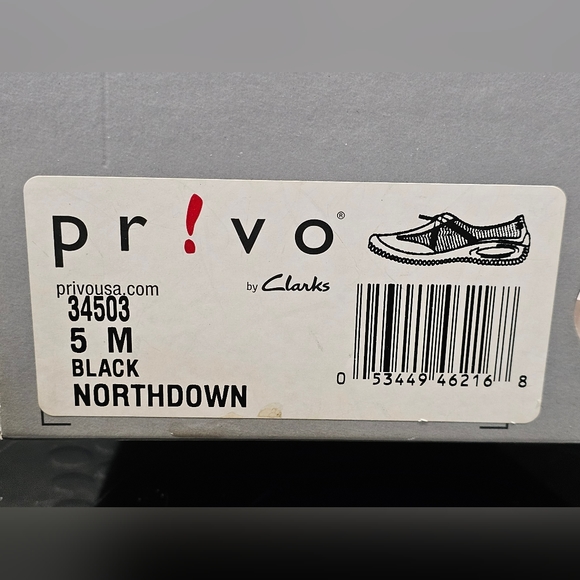 pr!vo®
privousa.com
by Clarks
34503
5 M
BLACK
NORTHDOWN
0 53449 46216 8